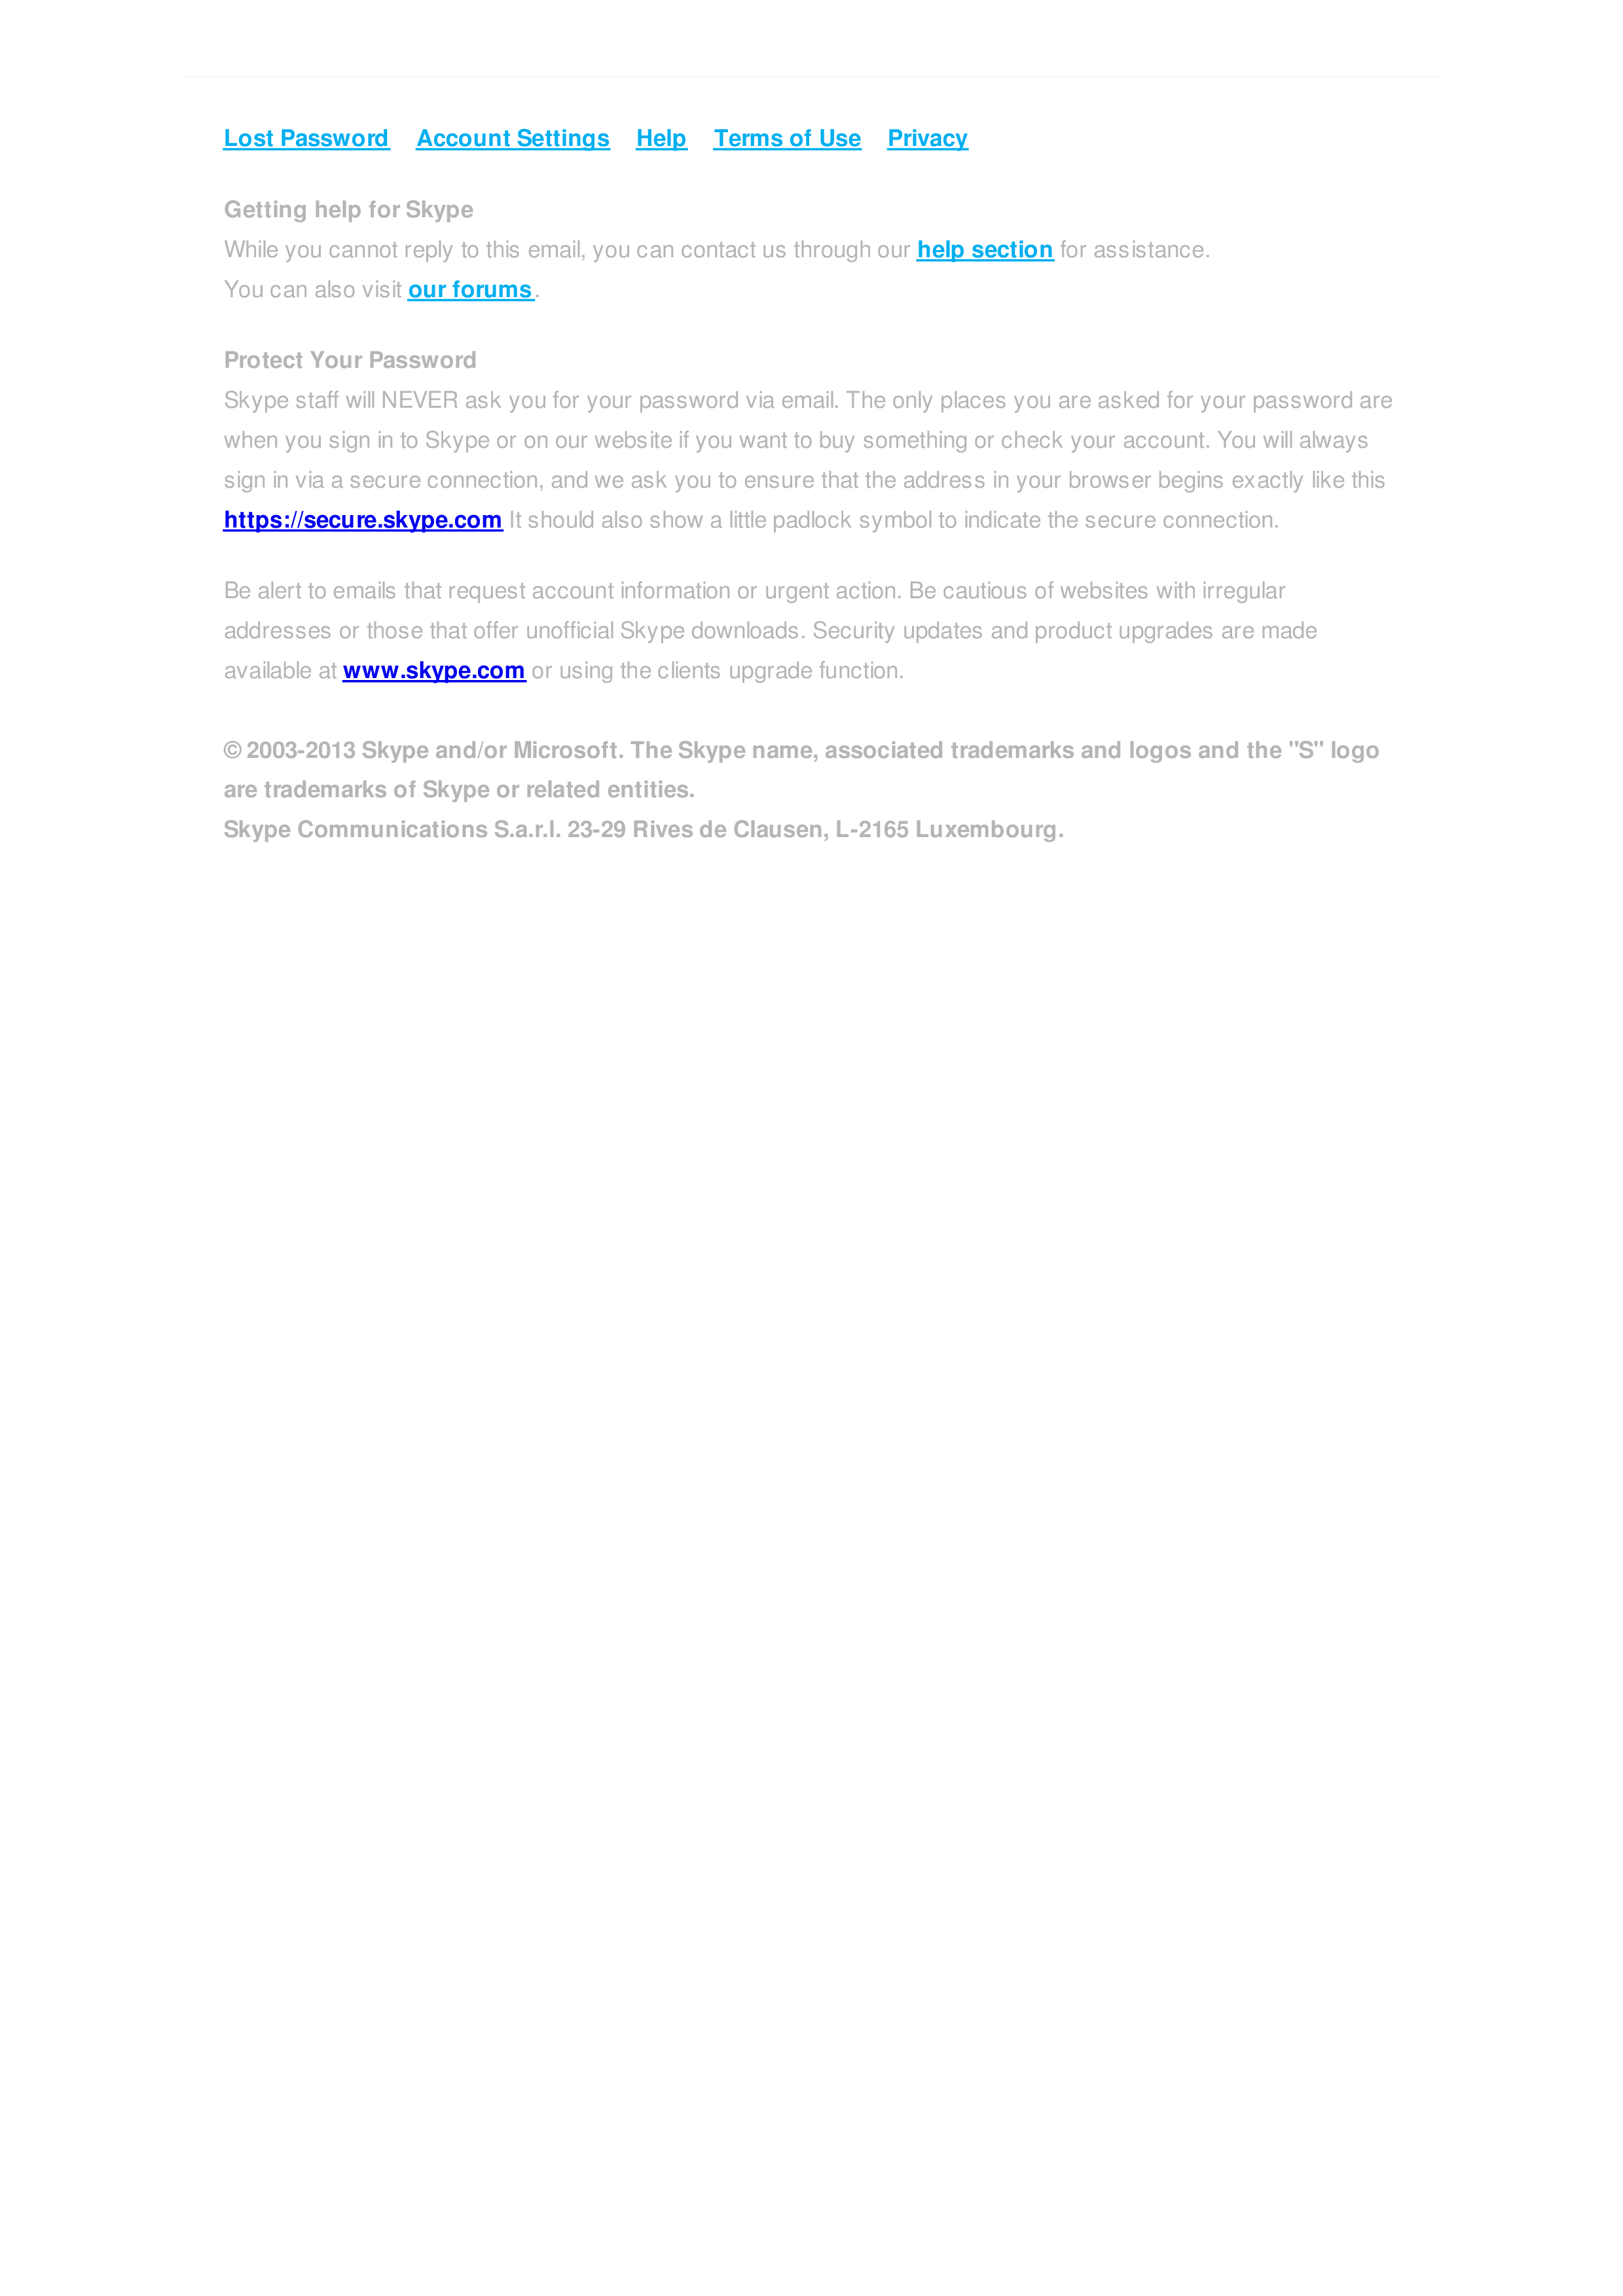 Lost Password Account Settings Help Terms of Use Privacy
Getting help for Skype
While you cannot reply to this email, you can contact us through our help section for assistance.
You can also visit our forums.
Protect Your Password
Skype staff will NEVER ask you for your password via email. The only places you are asked for your password are
when you sign in to Skype or on our website if you want to buy something or check your account. You will always
sign in via a secure connection, and we ask you to ensure that the address in your browser begins exactly like this
https://secure.skype.com It should also show a little padlock symbol to indicate the secure connection.
Be alert to emails that request account information or urgent action. Be cautious of websites with irregular
addresses or those that offer unofficial Skype downloads. Security updates and product upgrades are made
available at www.skype.com or using the clients upgrade function.
© 2003-2013 Skype and/or Microsoft. The Skype name, associated trademarks and logos and the "S" logo
are trademarks of Skype or related entities.
Skype Communications S.a.r.l. 23-29 Rives de Clausen, L-2165 Luxembourg.